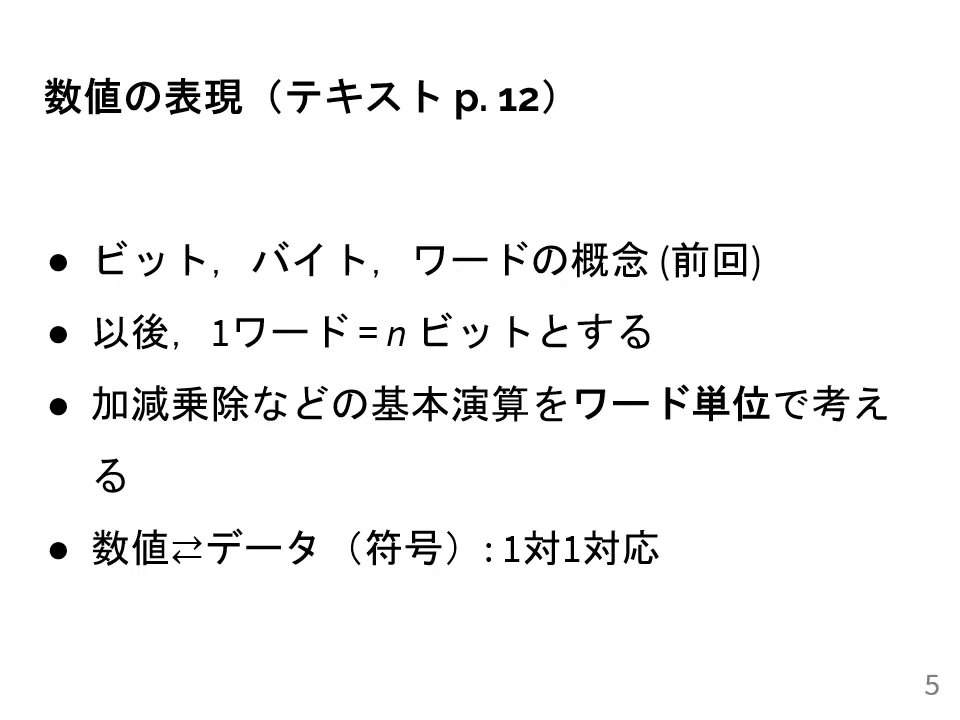 数値の表現（テキスト p. 12）
● ビット，バイト，ワードの概念 (前回)
● 以後，1ワード = n ビットとする
● 加減乗除などの基本演算をワード単位で考え
る
● 数値⇄データ（符号）: 1対1対応
5